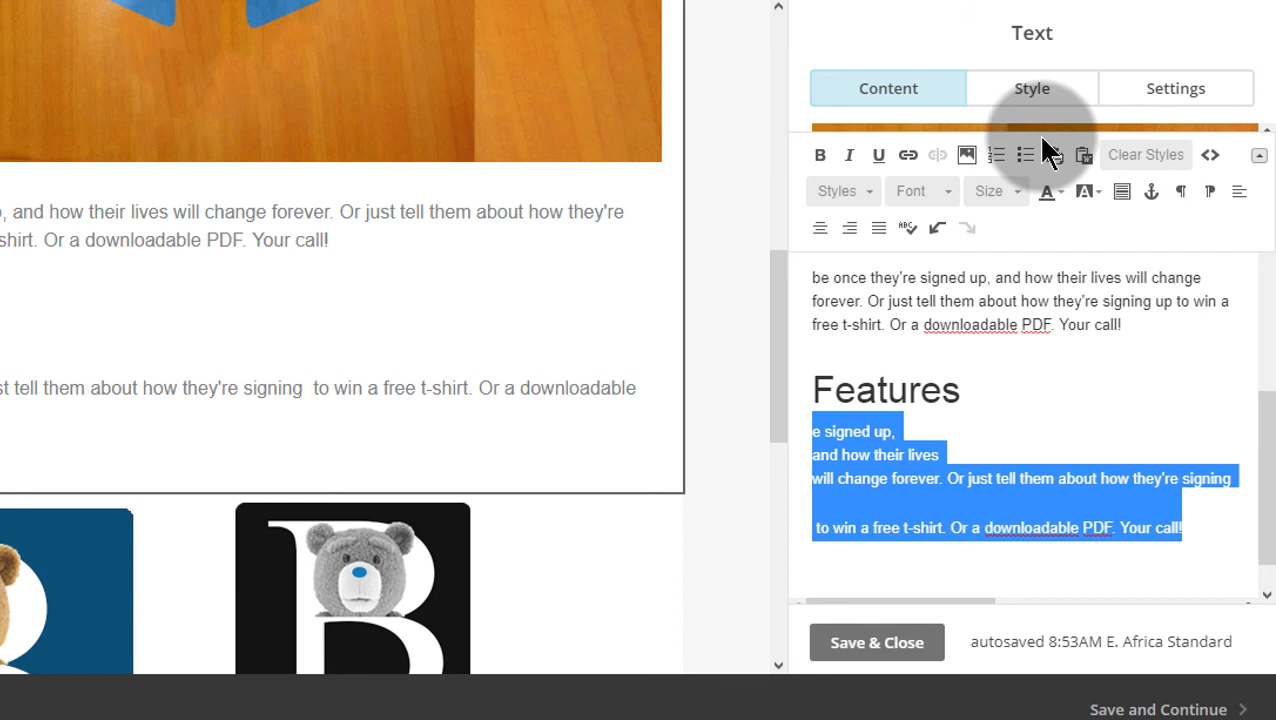 Text
Content
Style
Settings
B I U
Clear Styles
Styles
Font
Size
A A
ABC
, and how their lives will change forever. Or just tell them about how they're
shirt. Or a downloadable PDF. Your call!
be once they're signed up, and how their lives will change
forever. Or just tell them about how they're signing up to win a
free t-shirt. Or a downloadable PDF. Your call!
Features
e signed up,
and how their lives
will change forever. Or just tell them about how they're signing
to win a free t-shirt. Or a downloadable PDF. Your call!
st tell them about how they're signing  to win a free t-shirt. Or a downloadable
B
Save & Close
autosaved 8:53AM E. Africa Standard
Save and Continue